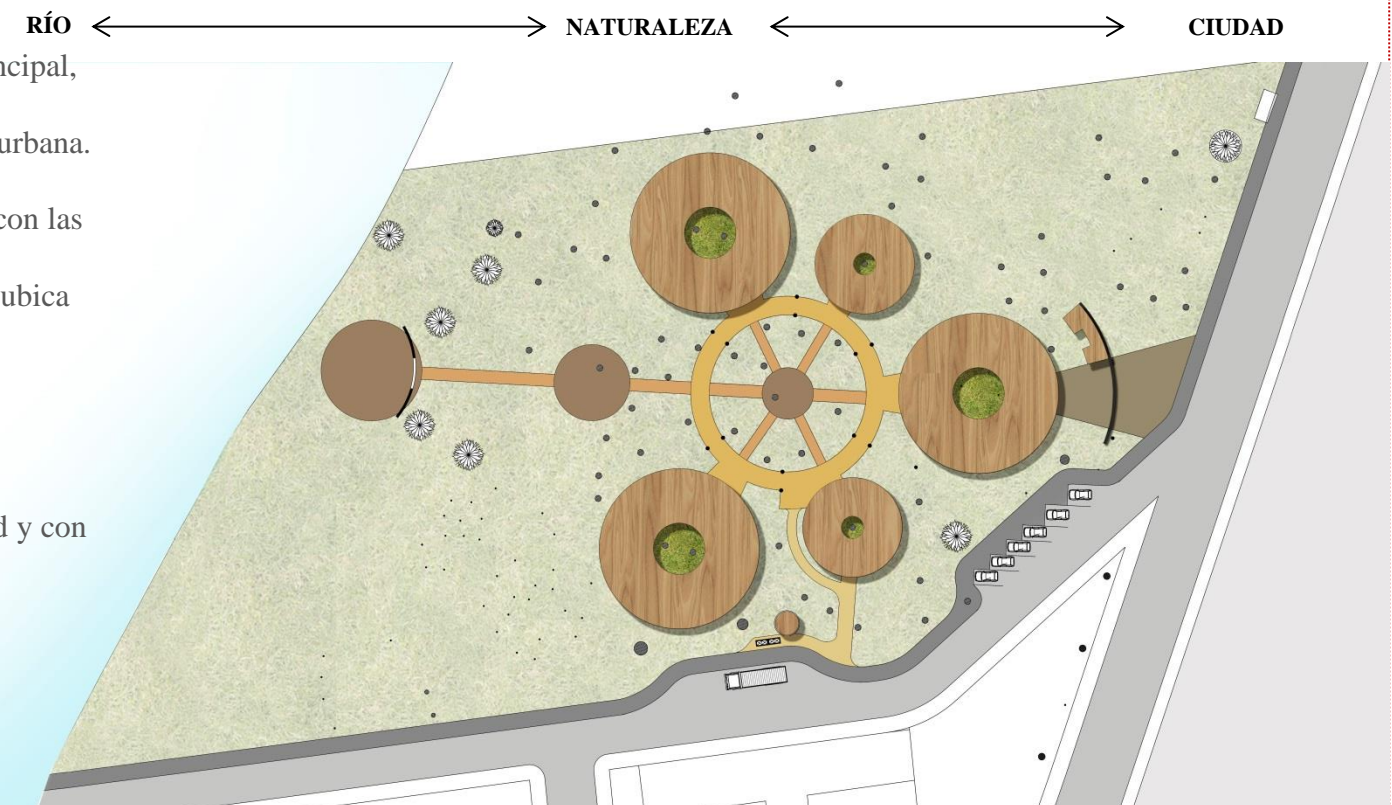 RÍO NATURALEZA CIUDAD
ncipal,
urbana.
con las
ubica
d y con